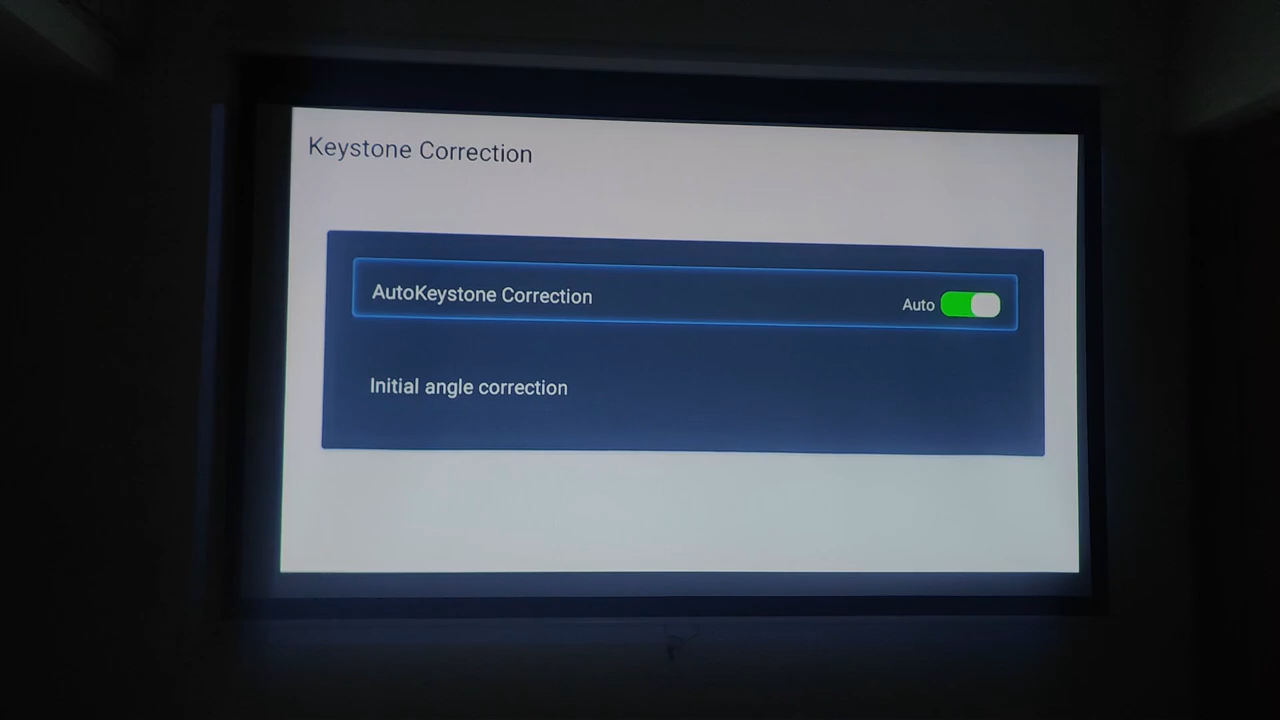 Keystone Correction
AutoKeystone Correction
Auto
Initial angle correction